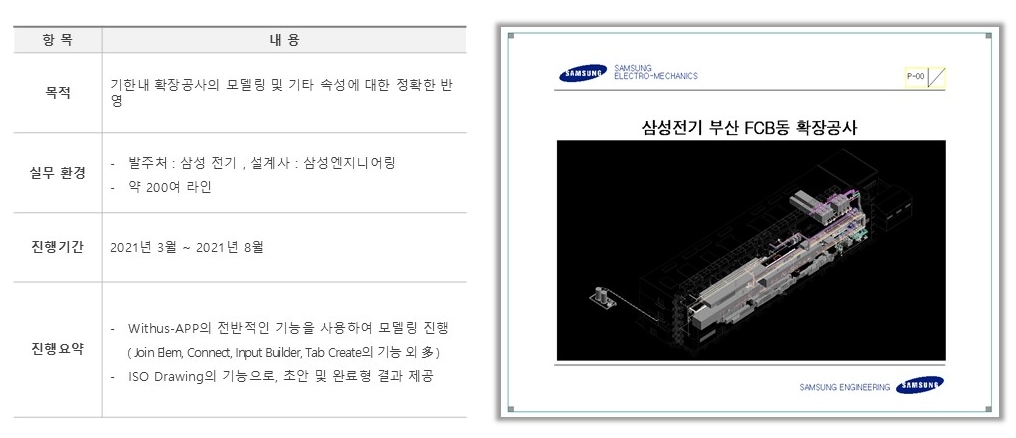 항 목
내 용
목적
기한내 확장공사의 모델링 및 기타 속성에 대한 정확한 반
영
실무 환경
- 발주처 : 삼성 전기 , 설계사 : 삼성엔지니어링
- 약 200여 라인
진행기간
2021년 3월 ~ 2021년 8월
진행요약
- Withus-APP의 전반적인 기능을 사용하여 모델링 진행
( Join Elem, Connect, Input Builder, Tab Create의 기능 외 多 )
- ISO Drawing의 기능으로, 초안 및 완료형 결과 제공
SAMSUNG
SAMSUNG
ELECTRO-MECHANICS
P-00
삼성전기 부산 FCB동 확장공사
SAMSUNG ENGINEERING
SAMSUNG